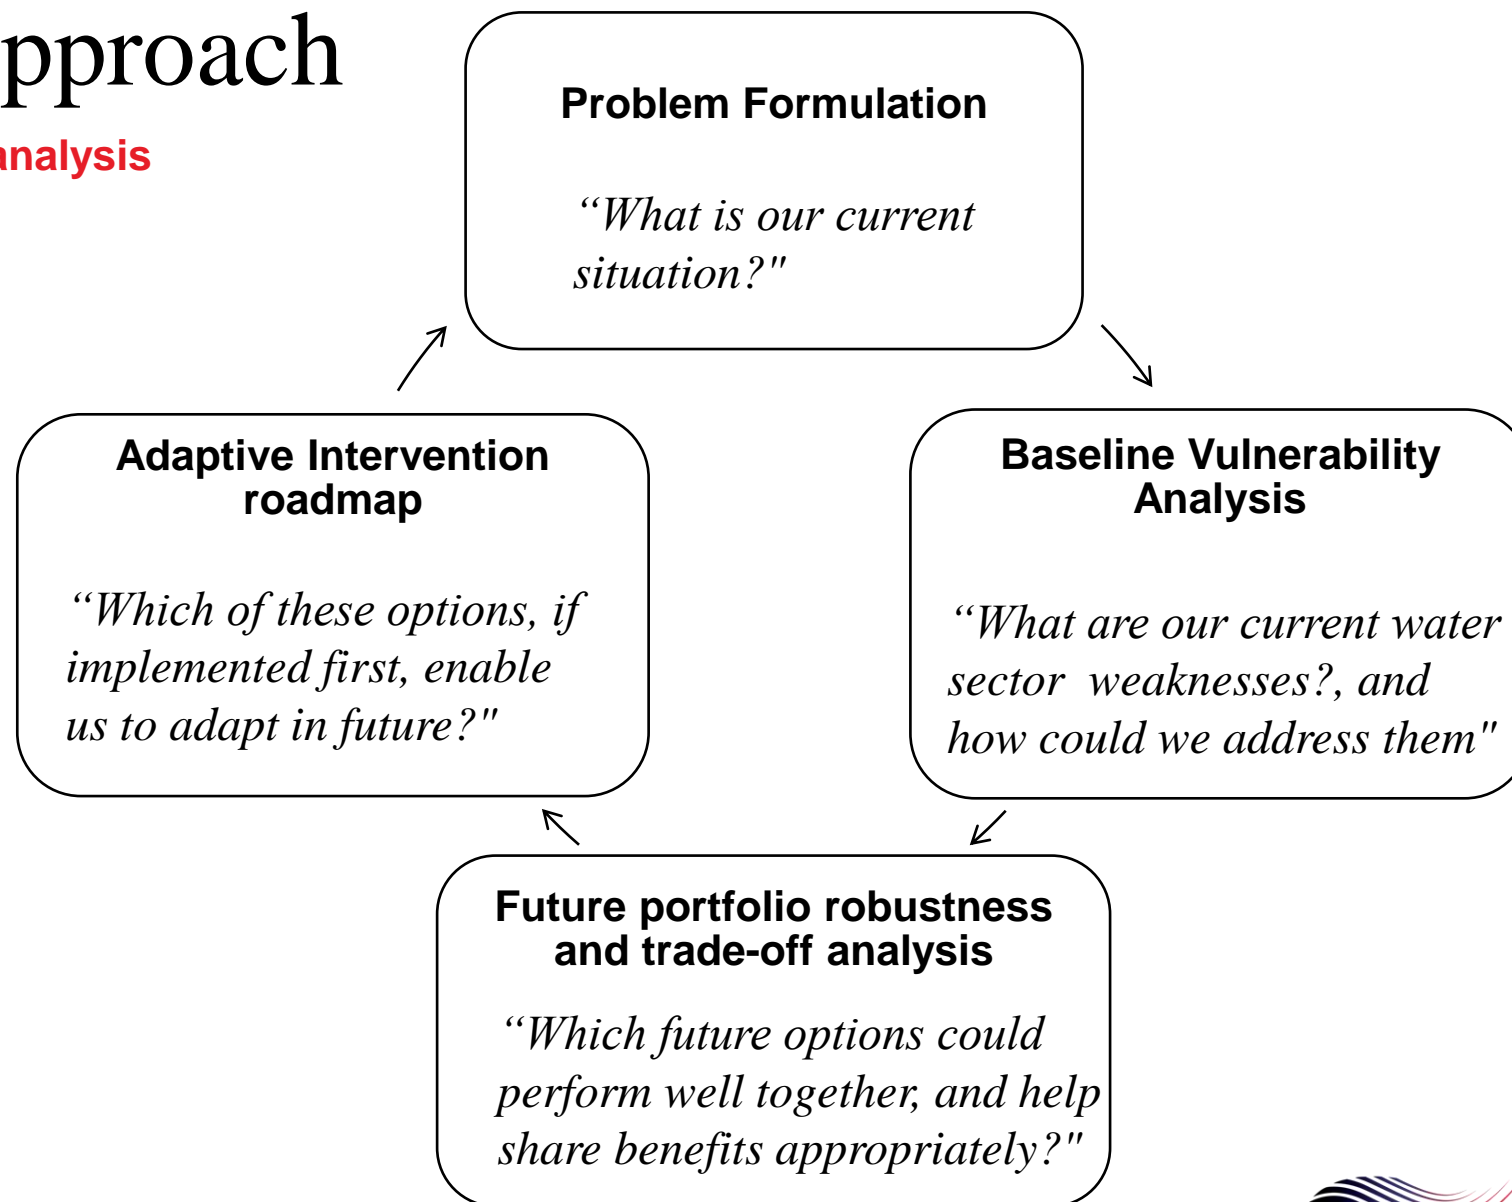 pproach
analysis
Problem Formulation
“What is our current
situation?"
Adaptive Intervention
roadmap
“Which of these options, if
implemented first, enable
us to adapt in future?"
Baseline Vulnerability
Analysis
“What are our current water
sector  weaknesses?, and
how could we address them"
Future portfolio robustness
and trade-off analysis
“Which future options could
perform well together, and help
share benefits appropriately?"